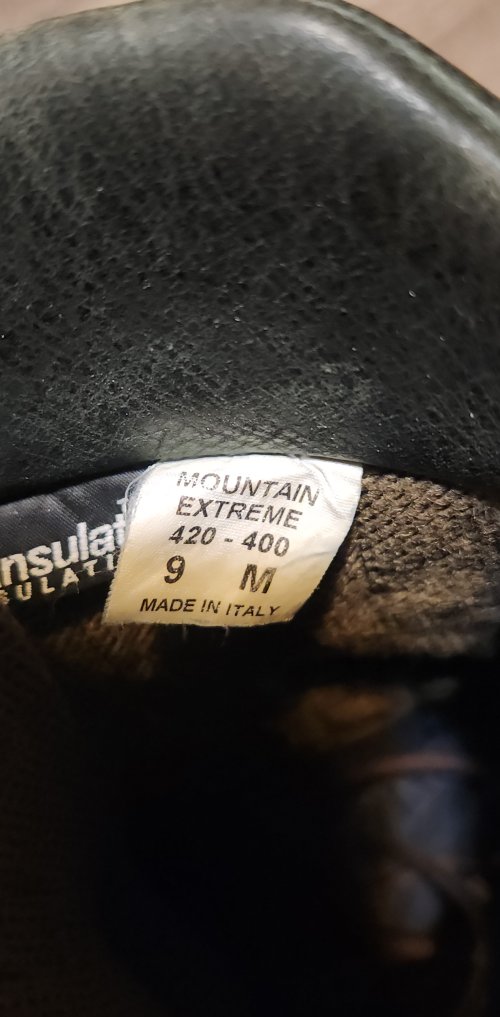 MOUNTAIN
EXTREME
420 - 400
9 M
MADE IN ITALY